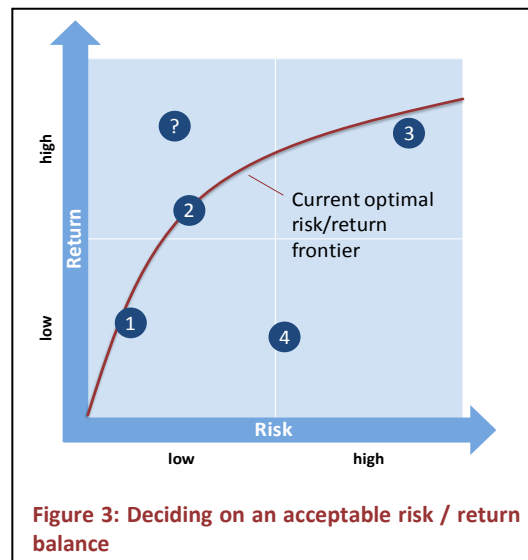 ?
high
3
2
Current optimal
risk/return
frontier
Return
1
4
low
Risk
low
high
Figure 3: Deciding on an acceptable risk / return
balance